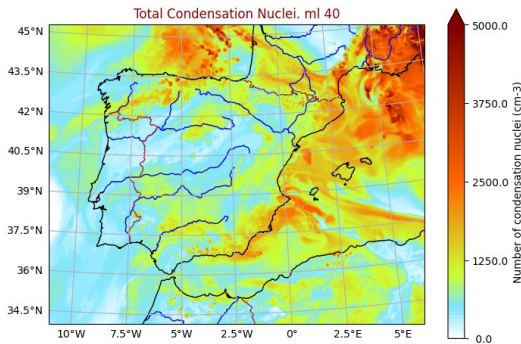 Total Condensation Nuclei. ml 40
45°N
43.5°N
42°N
40.5°N
39°N
37.5°N
36°N
34.5°N
10°W
7.5°W
5°W
2.5°W
0°
2.5°E
5°E
5000.0
3750.0
2500.0
1250.0
0.0
Number of condensation nuclei (cm-3)